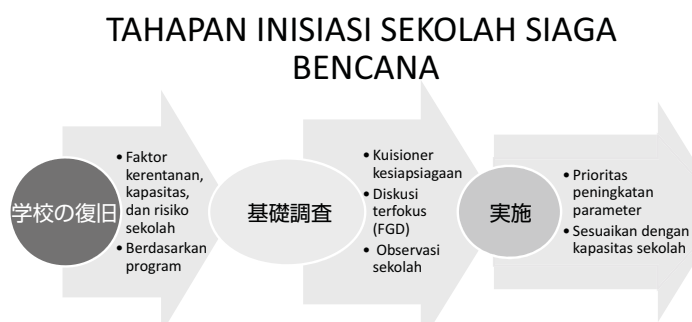 TAHAPAN INISIASI SEKOLAH SIAGA
BENCANA
学校の復旧
• Faktor
kerentanan,
kapasitas,
dan risiko
sekolah
• Berdasarkan
program
基礎調査
• Kuisioner
kesiapsiagaan
• Diskusi
terfokus
(FGD)
• Observasi
sekolah
実施
• Prioritas
peningkatan
parameter
• Sesuaikan dengan
kapasitas sekolah